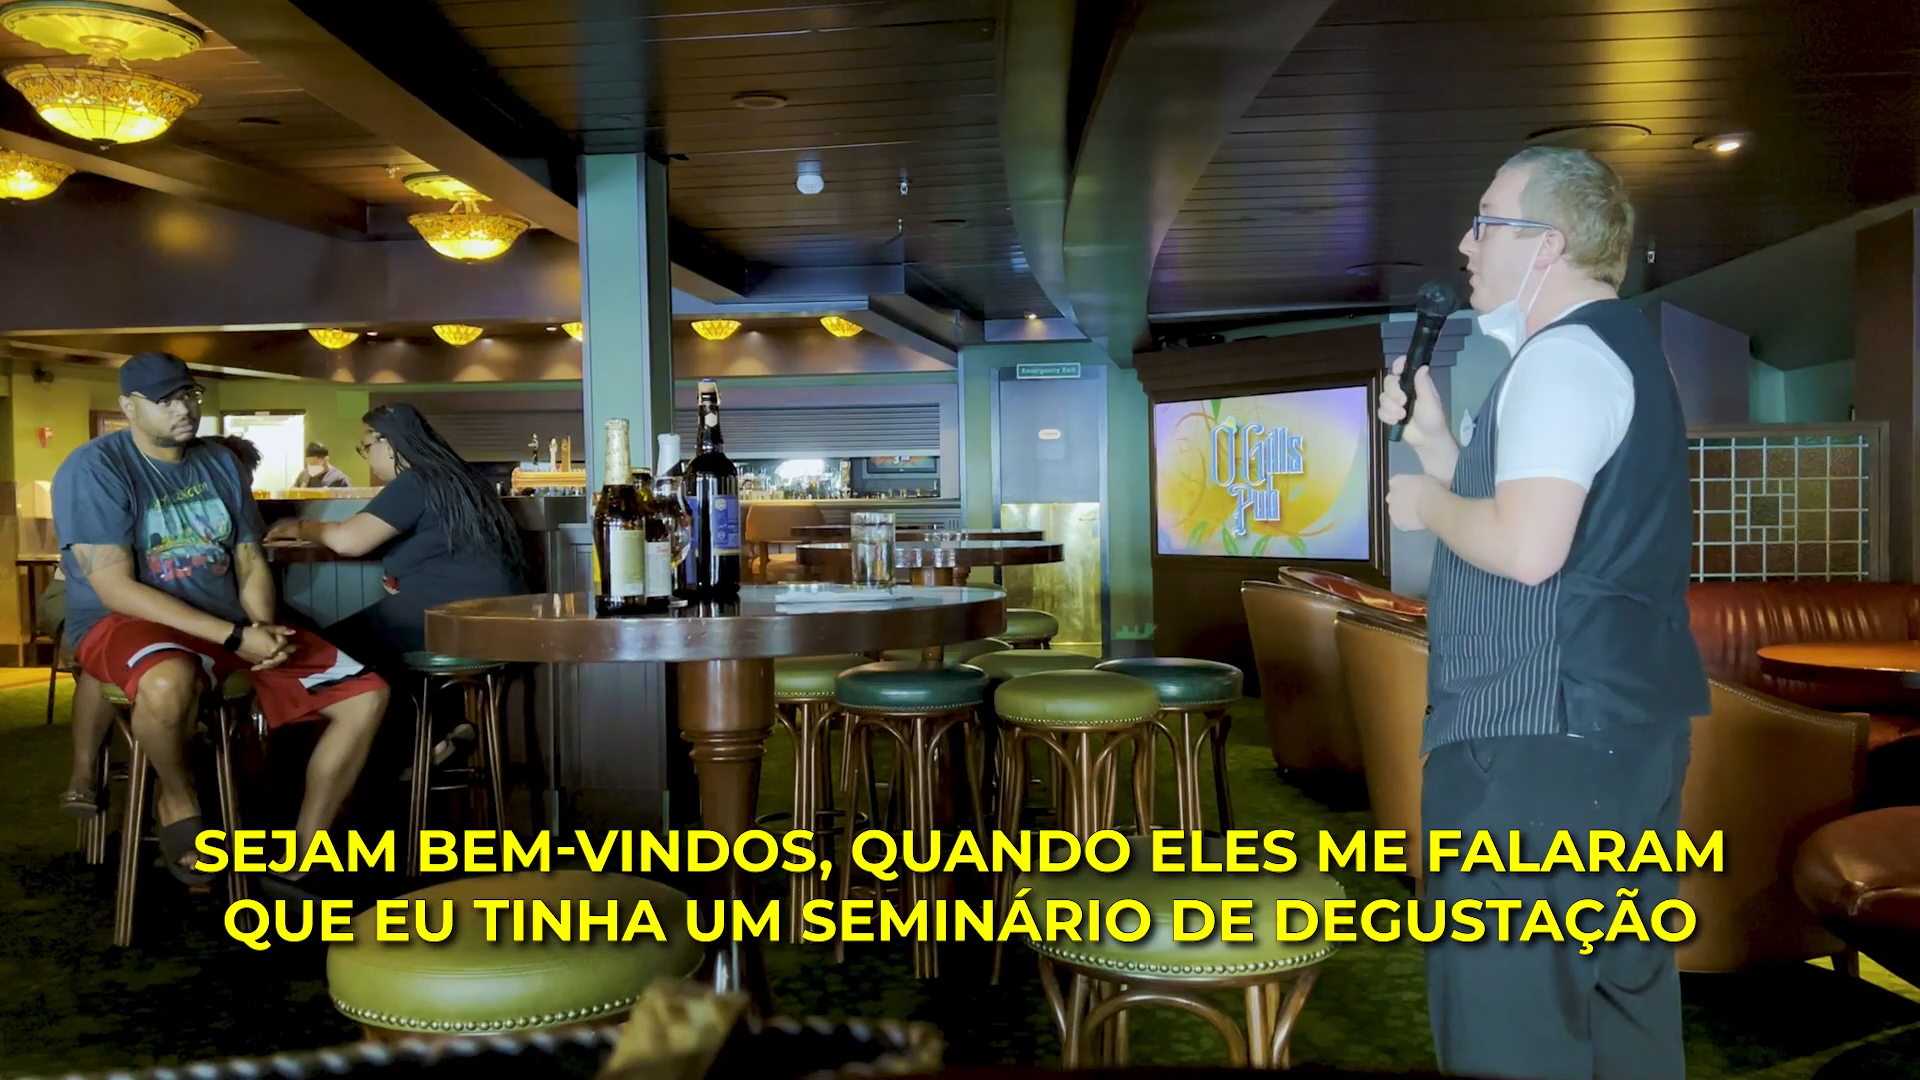 Emergency Exit
O'Gills
Pub
SEJAM BEM-VINDOS, QUANDO ELES ME FALARAM
QUE EU TINHA UM SEMINÁRIO DE DEGUSTAÇÃO